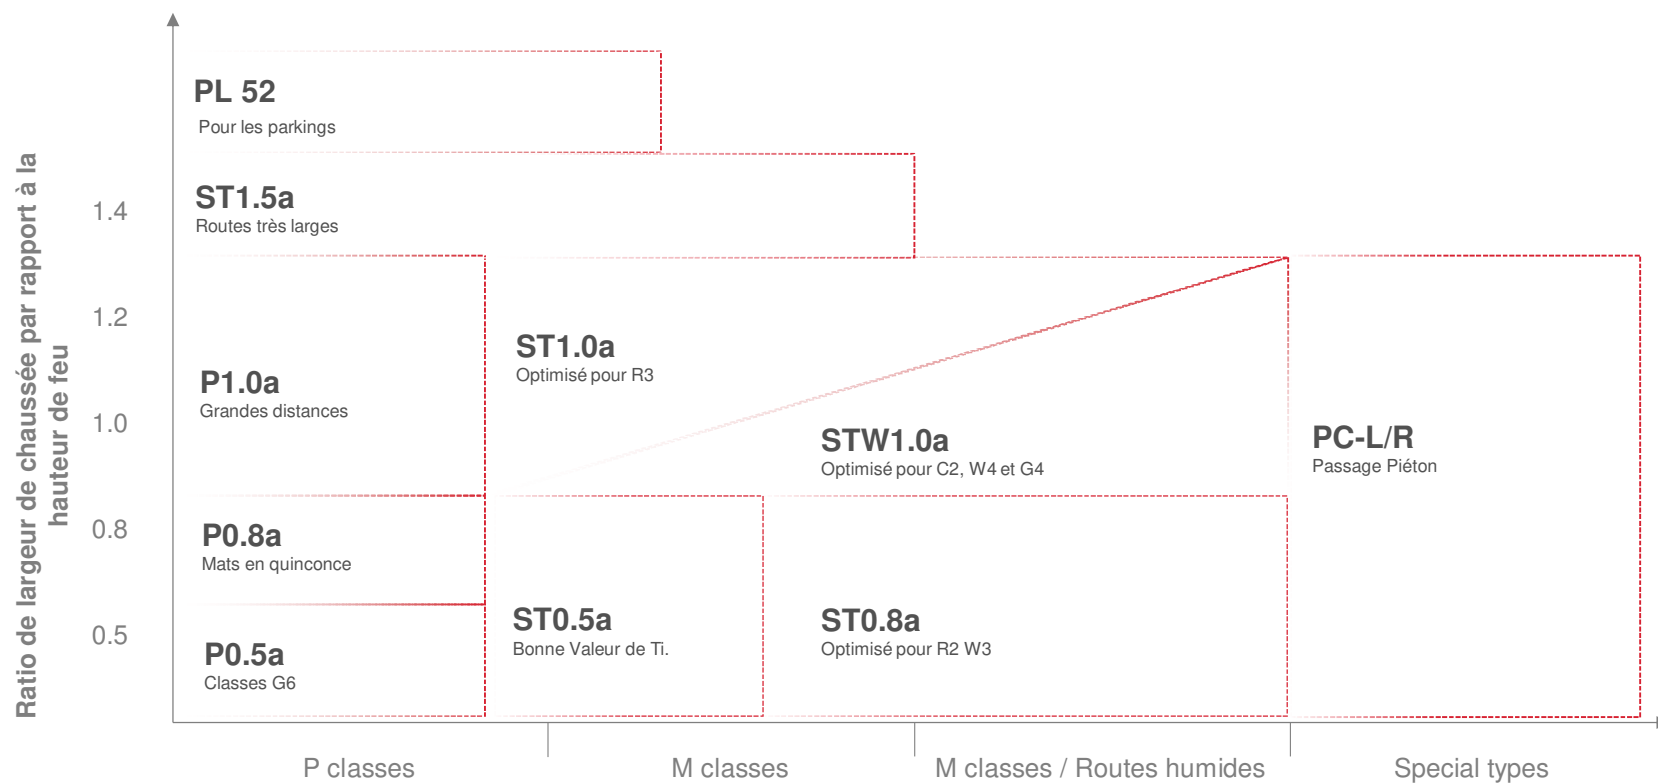 Ratio de largeur de chaussée par rapport à la
hauteur de feu
PL 52
Pour les parkings
1.4
ST1.5a
Routes très larges
1.2
ST1.0a
Optimisé pour R3
P1.0a
Grandes distances
1.0
STW1.0a
Optimisé pour C2, W4 et G4
PC-L/R
Passage Piéton
0.8
P0.8a
Mats en quinconce
0.5
ST0.5a
Bonne Valeur de Ti.
ST0.8a
Optimisé pour R2 W3
P0.5a
Classes G6
P classes
M classes
M classes / Routes humides
Special types